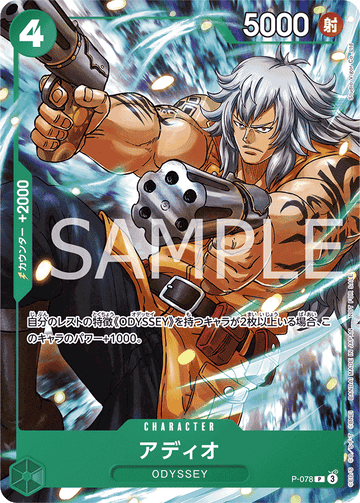 4
5000
射
カウンター +2000
SAMPLE
自分のレストの特徴《ODYSSEY》を持つキャラが2枚以上いる場合、こ
のキャラのパワー+1000。
CHARACTER
アディオ
ODYSSEY
P-078 P 3